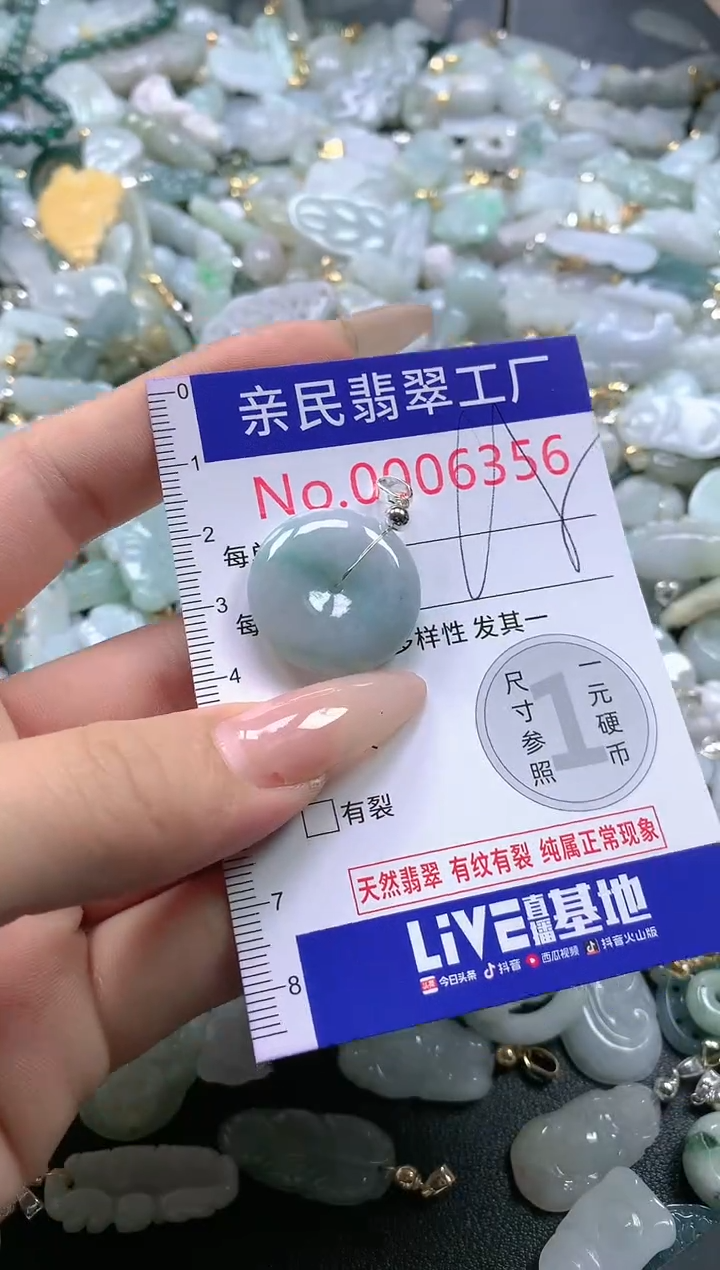 亲民翡翠工厂
No.0006356
0
1
2
每
3
每
多样性 发其一
4
尺寸参照
一元硬币
1
有裂
天然翡翠 有纹有裂 纯属正常现象
7
LiVE直播基地
8
头条 今日头条 抖音 西瓜视频 抖音火山版